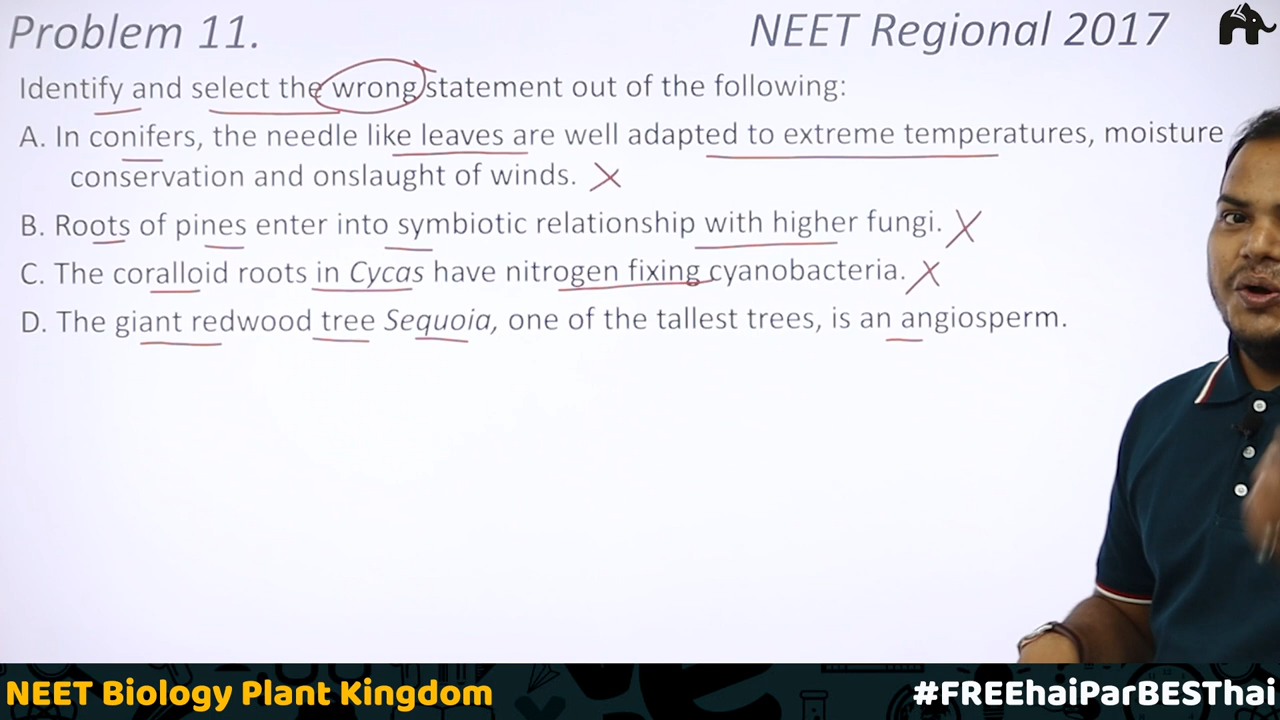 Problem 11.
NEET Regional 2017
Identify and select the wrong statement out of the following:
A. In conifers, the needle like leaves are well adapted to extreme temperatures, moisture
conservation and onslaught of winds.
B. Roots of pines enter into symbiotic relationship with higher fungi.
C. The coralloid roots in Cycas have nitrogen fixing cyanobacteria.
D. The giant redwood tree Sequoia, one of the tallest trees, is an angiosperm.
NEET Biology Plant Kingdom
#FREEhaiParBESThai